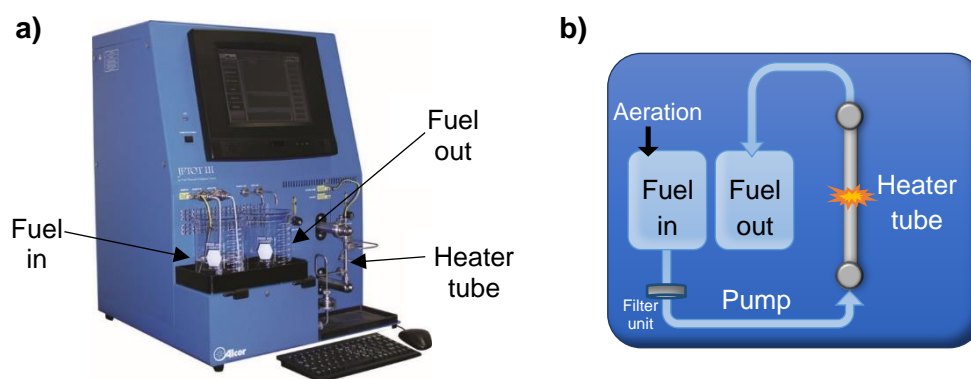 a)
Fuel
out
JFTOT III
Fuel
in
Heater
tube
Alcor
b)
Aeration
Fuel
in
Fuel
out
Heater
tube
Filter
unit
Pump